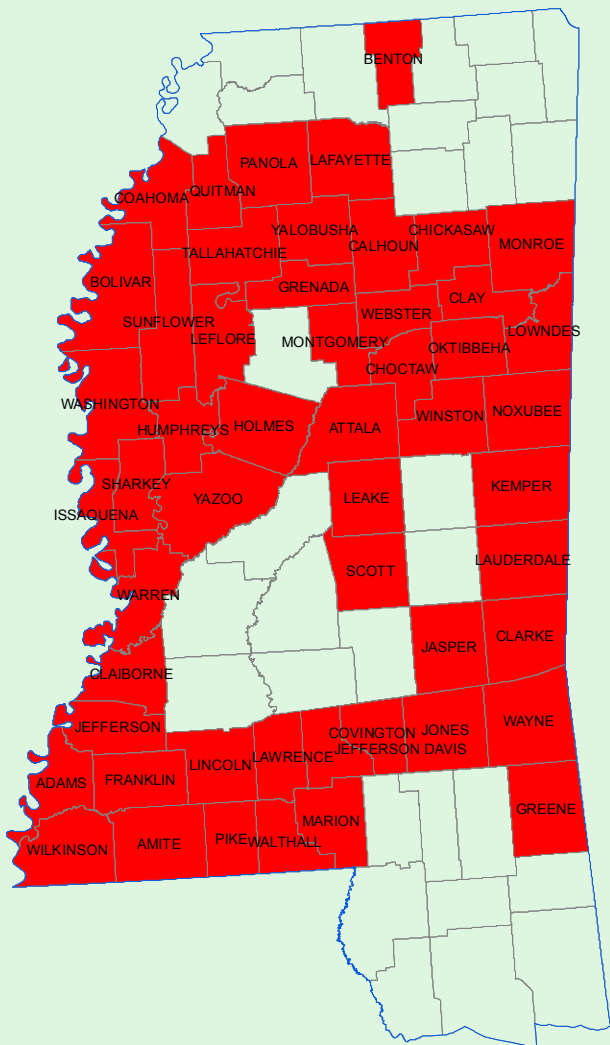 BENTON
PANOLA
LAFAYETTE
QUITMAN
COAHOMA
YALOBUSHA
CHICKASAW
CALHOUN
MONROE
TALLAHATCHIE
BOLIVAR
GRENADA
CLAY
WEBSTER
SUNFLOWER
LOWNDES
LEFLORE
MONTGOMERY
OKTIBBEHA
CHOCTAW
WASHINGTON
NOXUBEE
WINSTON
HUMPHREYS
HOLMES
ATTALA
SHARKEY
KEMPER
YAZOO
LEAKE
ISSAQUENA
LAUDERDALE
SCOTT
WARREN
CLARKE
JASPER
CLAIBORNE
WAYNE
JEFFERSON
COVINGTON
JONES
JEFFERSON DAVIS
LAWRENCE
LINCOLN
ADAMS
FRANKLIN
GREENE
MARION
PIKE
WALTHALL
AMITE
WILKINSON